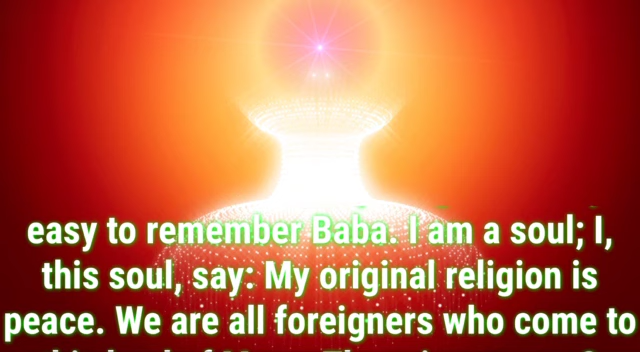 easy to remember Baba. I am a soul; I,
this soul, say: My original religion is
peace. We are all foreigners who come to